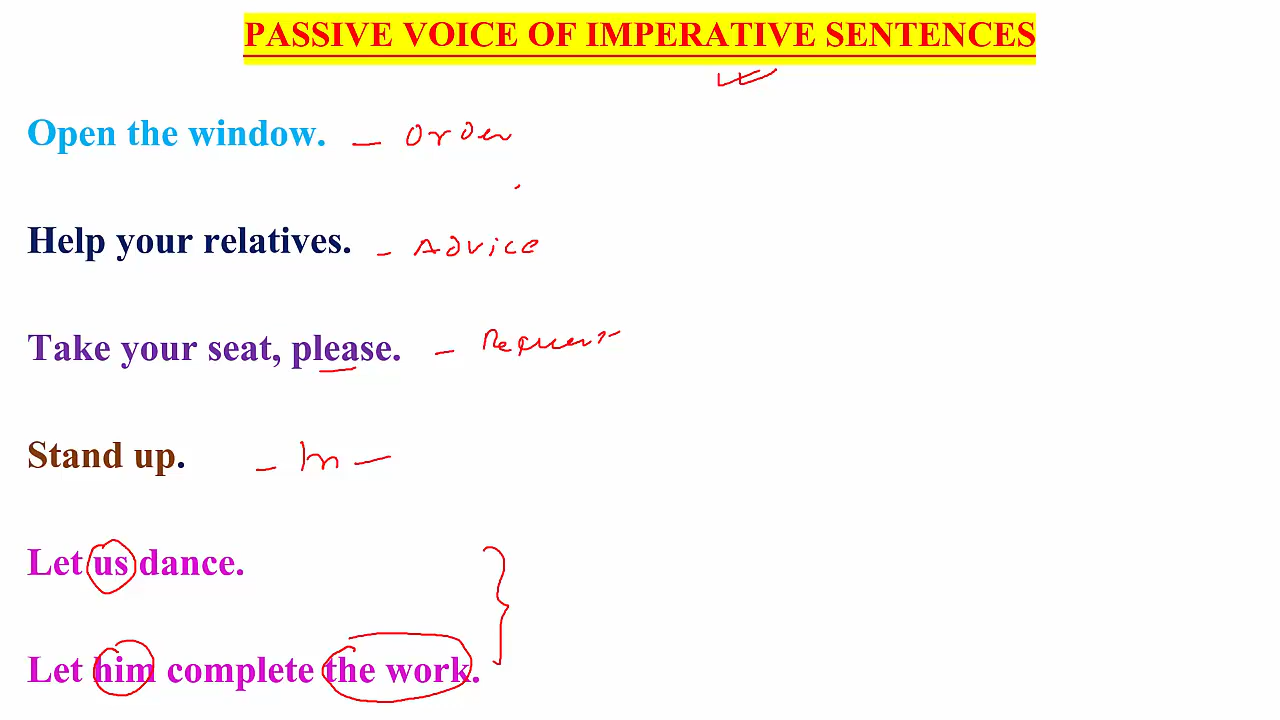 PASSIVE VOICE OF IMPERATIVE SENTENCES
Open the window. - Order
Help your relatives. - Advice
Take your seat, please. - Request
Stand up. - In -
Let us dance.
Let him complete the work.